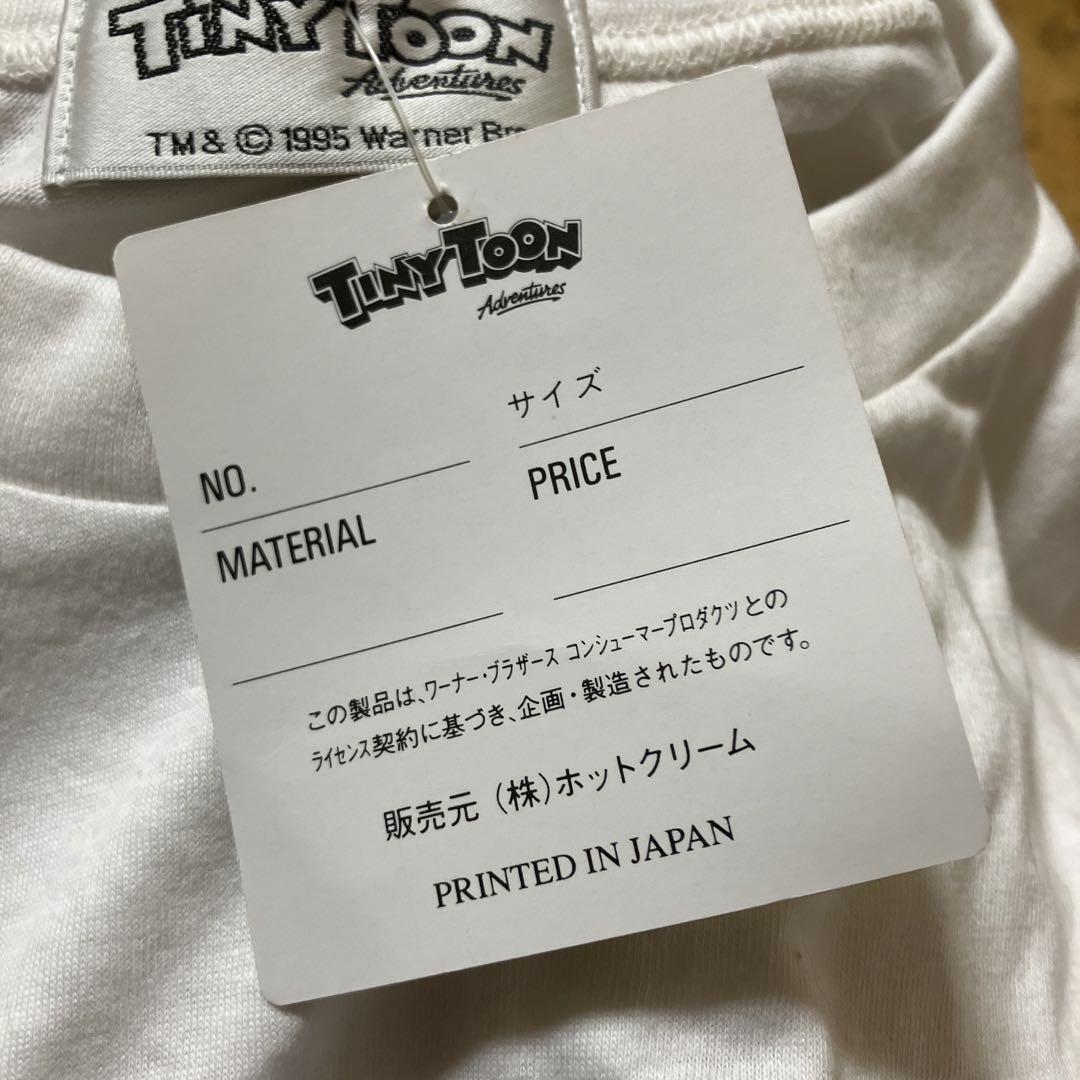 TINY TOON
Adventures
TM & © 1995 Warner
TINY TOON
Adventures
サイズ
NO.
PRICE
MATERIAL
この製品は、ワーナー・ブラザース コンシューマープロダクツとの
ライセンス契約に基づき、企画・製造されたものです。
販売元 (株)ホットクリーム
PRINTED IN JAPAN